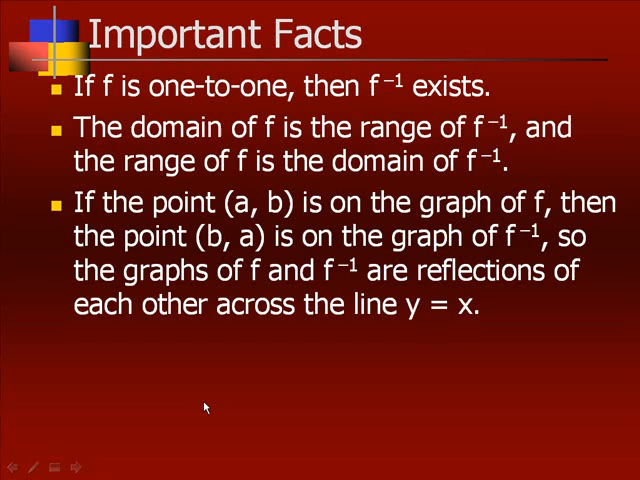 Important Facts
If f is one-to-one, then f⁻¹ exists.
The domain of f is the range of f⁻¹, and
the range of f is the domain of f⁻¹.
If the point (a, b) is on the graph of f, then
the point (b, a) is on the graph of f⁻¹, so
the graphs of f and f⁻¹ are reflections of
each other across the line y = x.